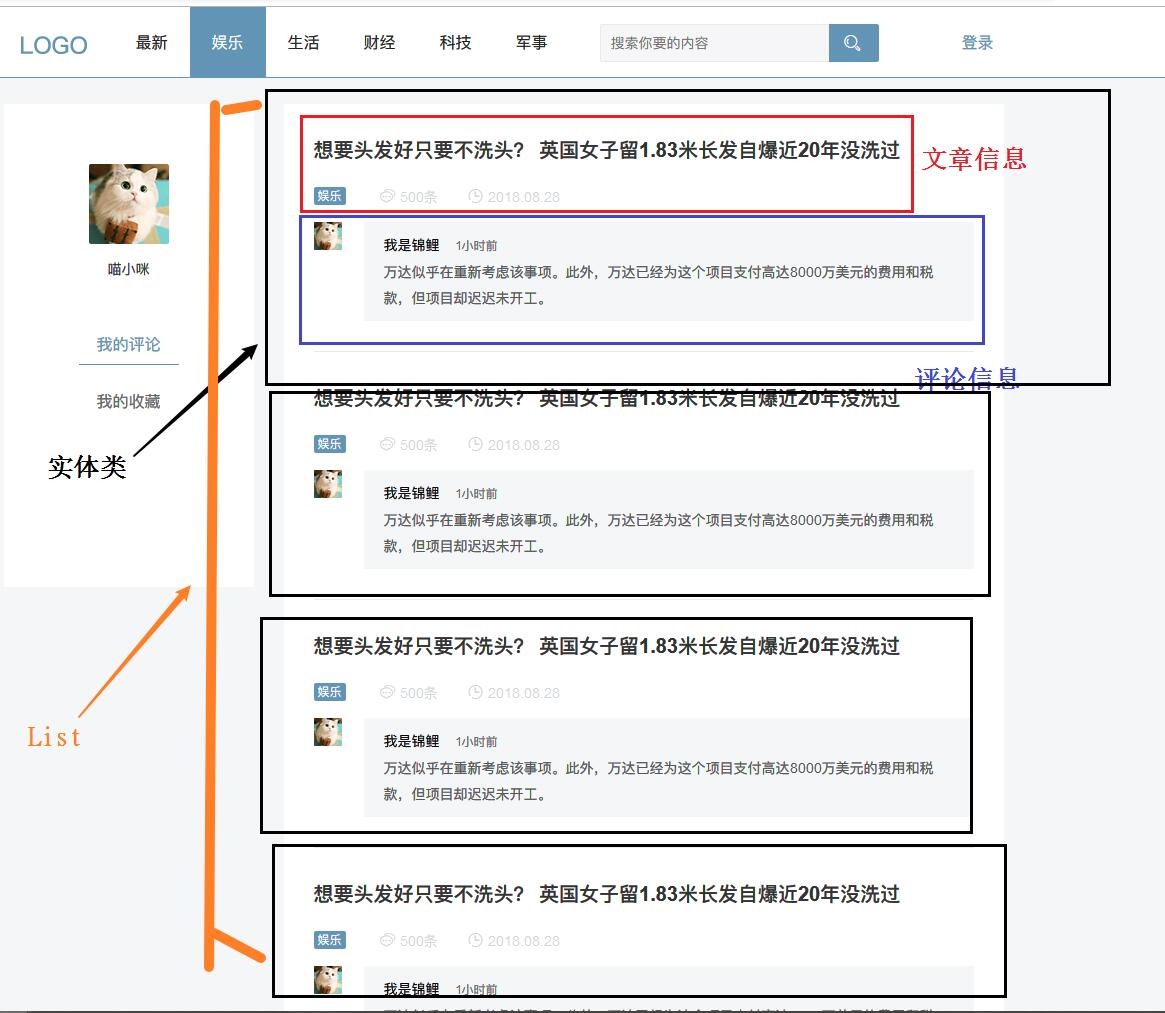 LOGO 最新 娱乐 生活 财经 科技 军事 搜索你要的内容 登录
喵小咪
我的评论
我的收藏
实体类
List
想要头发好只要不洗头？ 英国女子留1.83米长发自爆近20年没洗过
文章信息
娱乐 500条 2018.08.28
我是锦鲤 1小时前
万达似乎在重新考虑该事项。此外，万达已经为这个项目支付高达8000万美元的费用和税
款，但项目却迟迟未开工。
评论信息
想要头发好只要不洗头？ 英国女子留1.83米长发自爆近20年没洗过
娱乐 500条 2018.08.28
我是锦鲤 1小时前
万达似乎在重新考虑该事项。此外，万达已经为这个项目支付高达8000万美元的费用和税
款，但项目却迟迟未开工。
想要头发好只要不洗头？ 英国女子留1.83米长发自爆近20年没洗过
娱乐 500条 2018.08.28
我是锦鲤 1小时前
万达似乎在重新考虑该事项。此外，万达已经为这个项目支付高达8000万美元的费用和税
款，但项目却迟迟未开工。
想要头发好只要不洗头？ 英国女子留1.83米长发自爆近20年没洗过
娱乐 500条 2018.08.28
我是锦鲤 1小时前